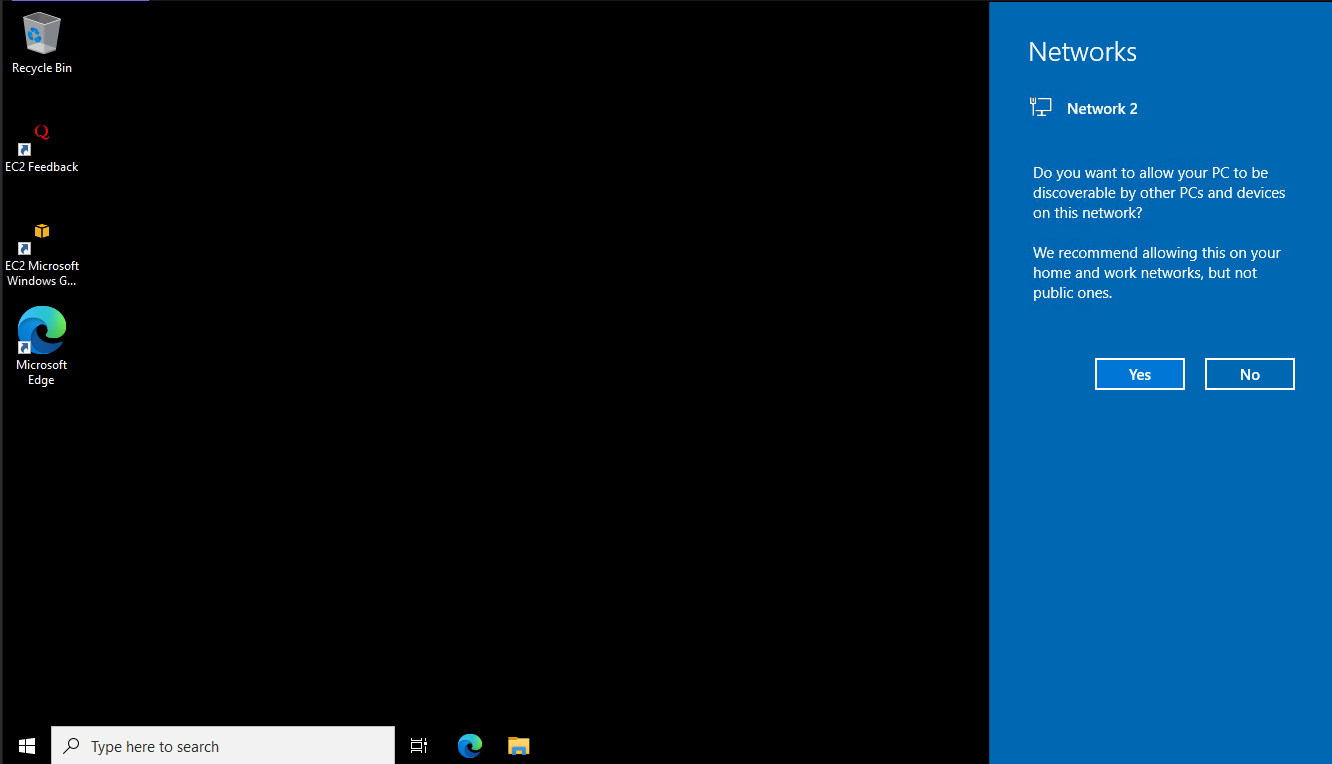 Recycle Bin
Q
EC2 Feedback
EC2 Microsoft
Windows G...
Microsoft
Edge
Type here to search
Networks
Network 2
Do you want to allow your PC to be
discoverable by other PCs and devices
on this network?
We recommend allowing this on your
home and work networks, but not
public ones.
Yes
No